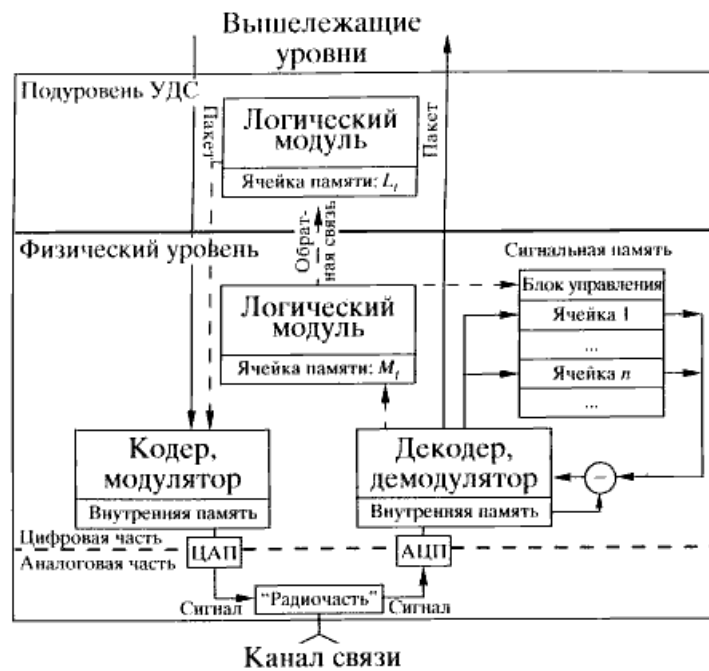 Вышележащие
уровни
Подуровень УДС
Пакет
Логический
модуль
Ячейка памяти: Lₜ
Пакет
Обрат-
ная связь
Физический уровень
Сигнальная память
Логический
модуль
Ячейка памяти: Mₜ
Блок управления
Ячейка 1
...
Ячейка n
...
Кодер,
модулятор
Внутренняя память
Декодер,
демодулятор
Внутренняя память
−
Цифровая часть
Аналоговая часть
ЦАП
АЦП
Сигнал
“Радиочасть”
Сигнал
Канал связи